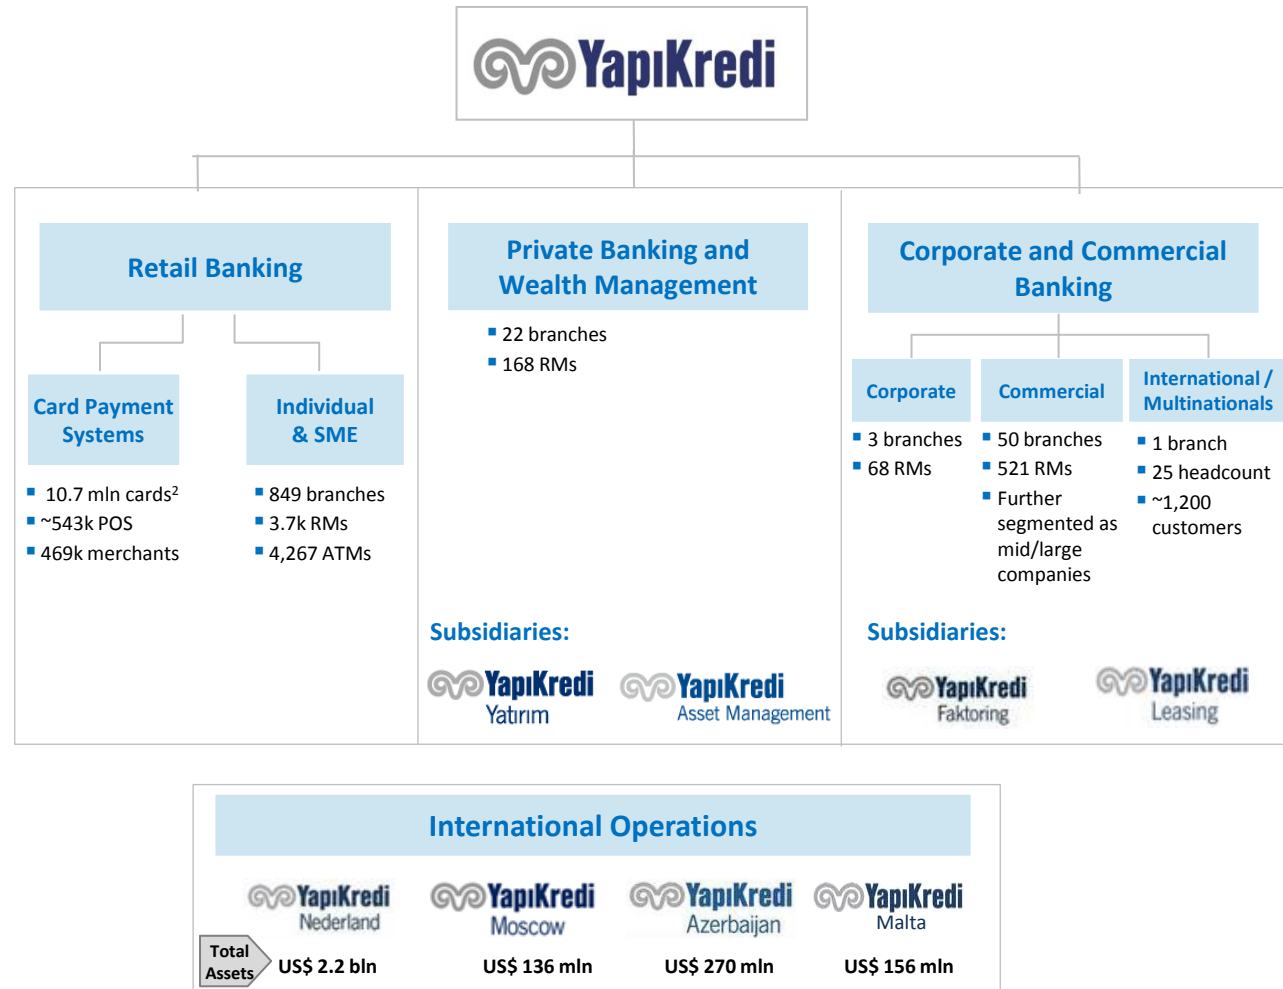 YapıKredi
Retail Banking
Card Payment
Systems
10.7 mln cards²
~543k POS
469k merchants
Individual
& SME
849 branches
3.7k RMs
4,267 ATMs
Private Banking and
Wealth Management
22 branches
168 RMs
Subsidiaries:
YapıKredi
Yatırım
YapıKredi
Asset Management
Corporate and Commercial
Banking
Corporate
3 branches
68 RMs
Commercial
50 branches
521 RMs
Further
segmented as
mid/large
companies
International /
Multinationals
1 branch
25 headcount
~1,200
customers
Subsidiaries:
YapıKredi
Faktoring
YapıKredi
Leasing
International Operations
YapıKredi
Nederland
YapıKredi
Moscow
YapıKredi
Azerbaijan
YapıKredi
Malta
Total
Assets
US$ 2.2 bln
US$ 136 mln
US$ 270 mln
US$ 156 mln